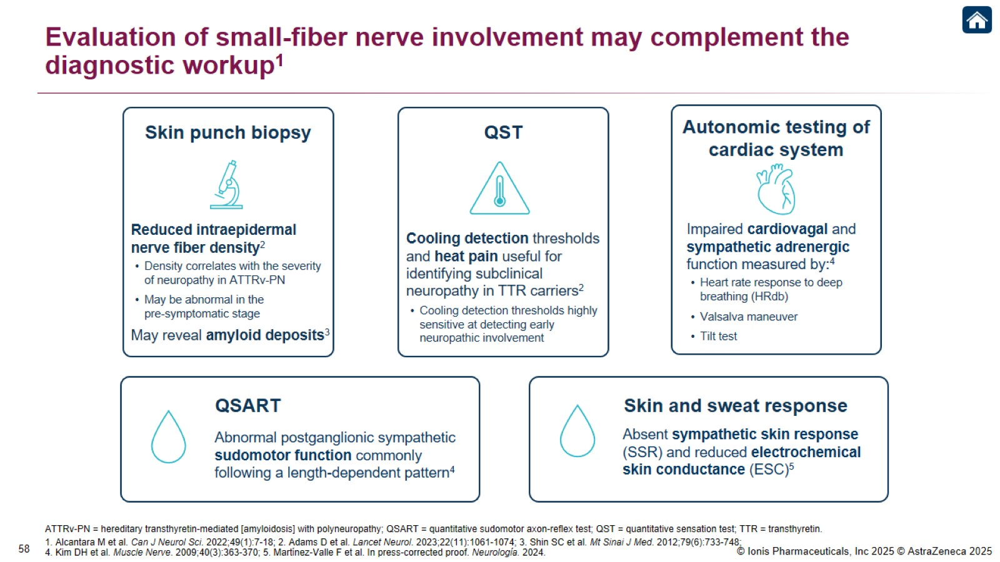 Evaluation of small-fiber nerve involvement may complement the
diagnostic workup1
Skin punch biopsy
Reduced intraepidermal
nerve fiber density2
• Density correlates with the severity
of neuropathy in ATTRv-PN
• May be abnormal in the
pre-symptomatic stage
May reveal amyloid deposits3
QST
Cooling detection thresholds
and heat pain useful for
identifying subclinical
neuropathy in TTR carriers2
• Cooling detection thresholds highly
sensitive at detecting early
neuropathic involvement
Autonomic testing of
cardiac system
Impaired cardiovagal and
sympathetic adrenergic
function measured by:4
• Heart rate response to deep
breathing (HRdb)
• Valsalva maneuver
• Tilt test
QSART
Abnormal postganglionic sympathetic
sudomotor function commonly
following a length-dependent pattern4
Skin and sweat response
Absent sympathetic skin response
(SSR) and reduced electrochemical
skin conductance (ESC)5
ATTRv-PN = hereditary transthyretin-mediated [amyloidosis] with polyneuropathy; QSART = quantitative sudomotor axon-reflex test; QST = quantitative sensation test; TTR = transthyretin.
1. Alcantara M et al. Can J Neurol Sci. 2022;49(1):7-18; 2. Adams D et al. Lancet Neurol. 2023;22(11):1061-1074; 3. Shin SC et al. Mt Sinai J Med. 2012;79(6):733-748;
4. Kim DH et al. Muscle Nerve. 2009;40(3):363-370; 5. Martínez-Valle F et al. In press-corrected proof. Neurología. 2024.
58
© Ionis Pharmaceuticals, Inc 2025 © AstraZeneca 2025